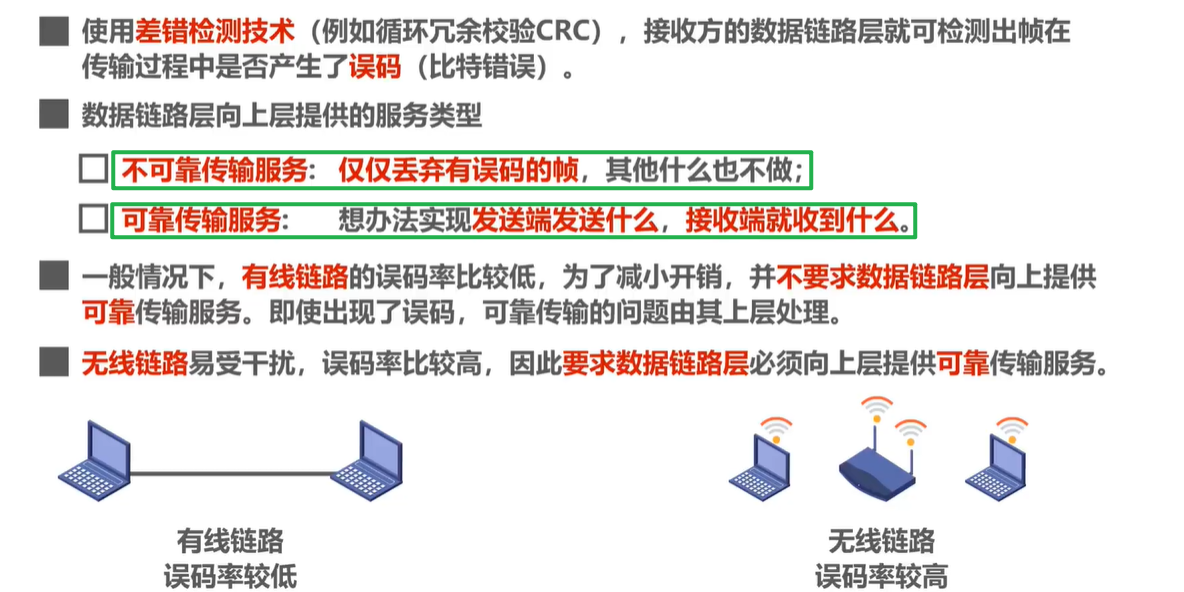 使用差错检测技术（例如循环冗余校验CRC），接收方的数据链路层就可检测出帧在
传输过程中是否产生了误码（比特错误）。
数据链路层向上层提供的服务类型
不可靠传输服务: 仅仅丢弃有误码的帧，其他什么也不做;
可靠传输服务: 想办法实现发送端发送什么，接收端就收到什么。
一般情况下，有线链路的误码率比较低，为了减小开销，并不要求数据链路层向上提供
可靠传输服务。即使出现了误码，可靠传输的问题由其上层处理。
无线链路易受干扰，误码率比较高，因此要求数据链路层必须向上层提供可靠传输服务。
有线链路
误码率较低
无线链路
误码率较高